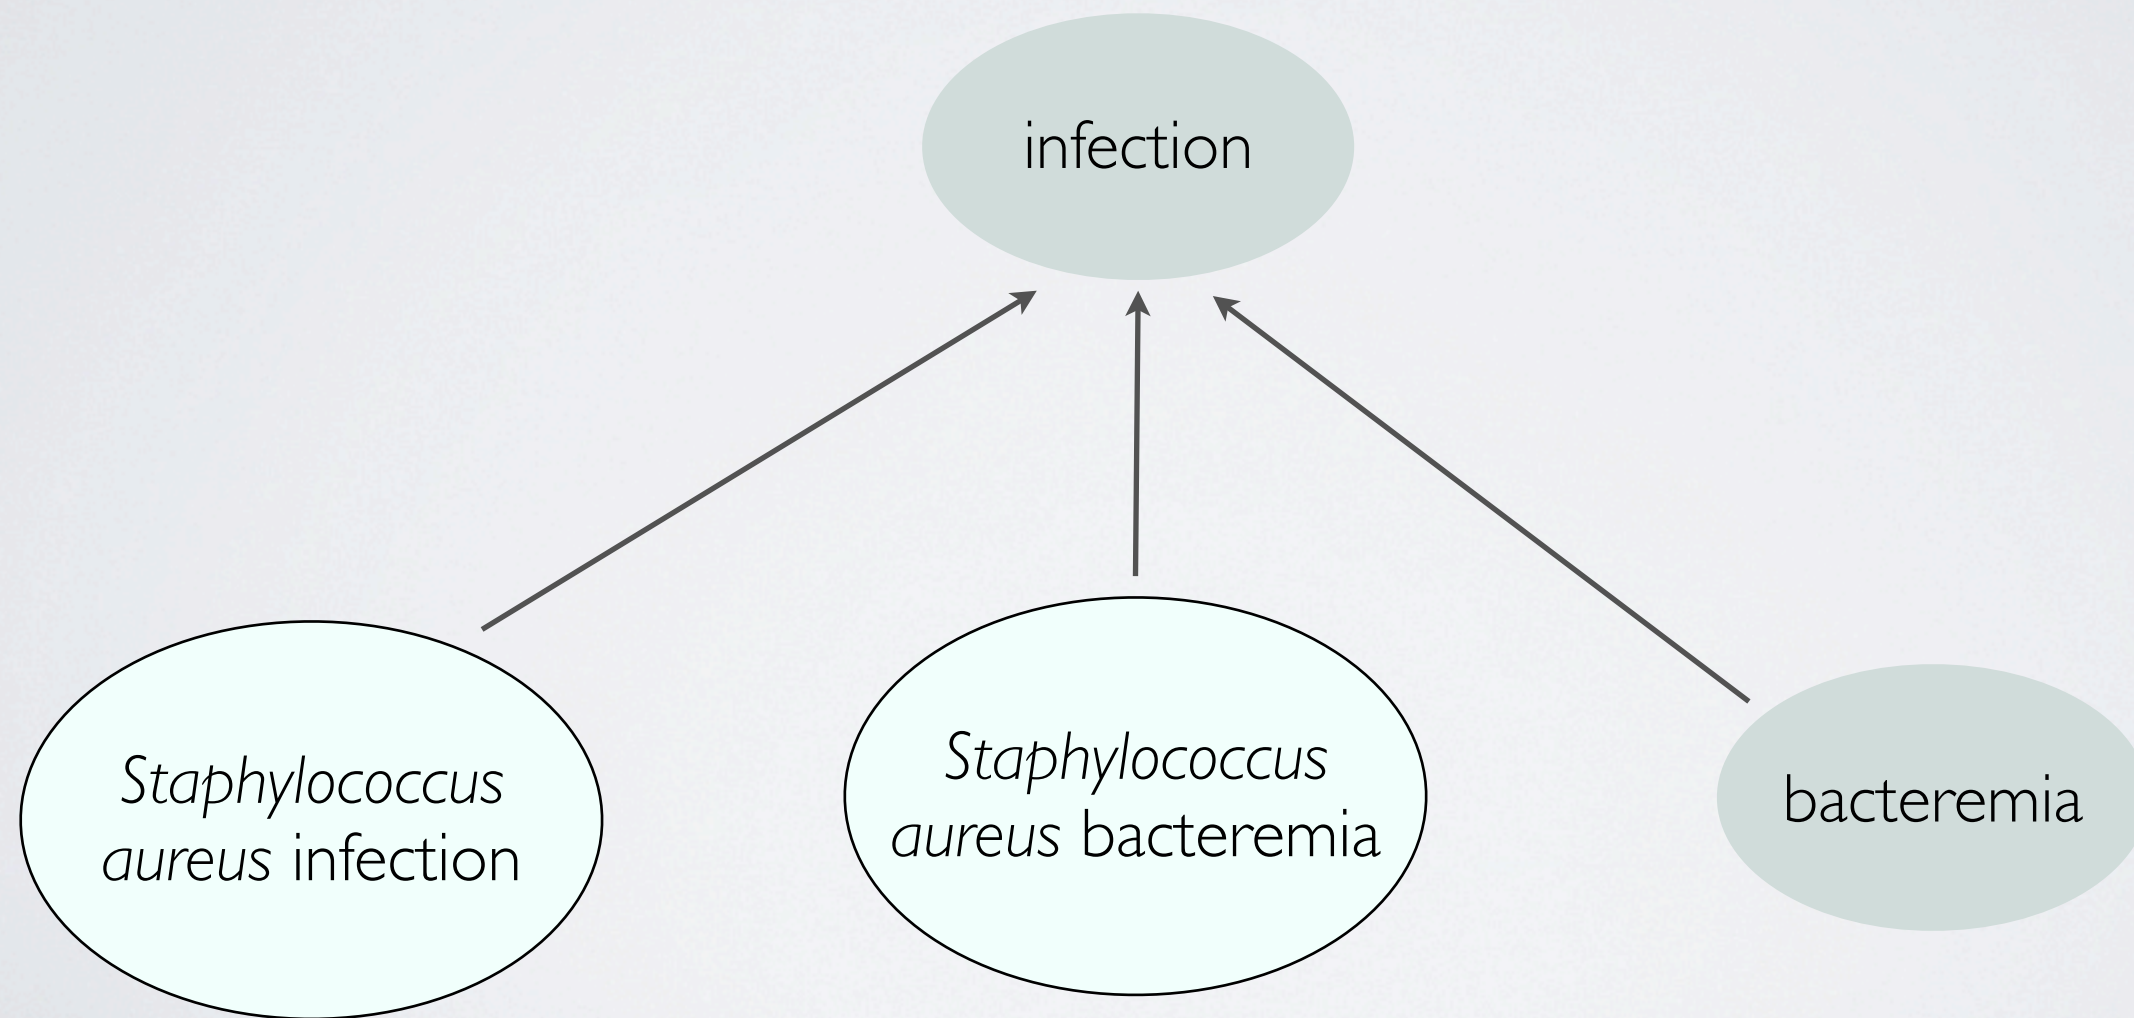 infection
Staphylococcus
aureus infection
Staphylococcus
aureus bacteremia
bacteremia